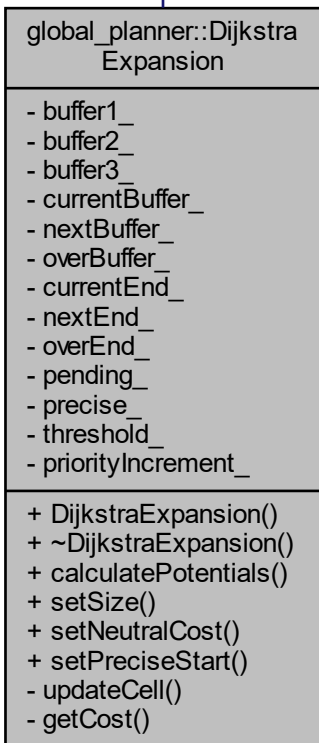 global_planner::Dijkstra
Expansion
- buffer1_
- buffer2_
- buffer3_
- currentBuffer_
- nextBuffer_
- overBuffer_
- currentEnd_
- nextEnd_
- overEnd_
- pending_
- precise_
- threshold_
- priorityIncrement_
+ DijkstraExpansion()
+ ~DijkstraExpansion()
+ calculatePotentials()
+ setSize()
+ setNeutralCost()
+ setPreciseStart()
- updateCell()
- getCost()